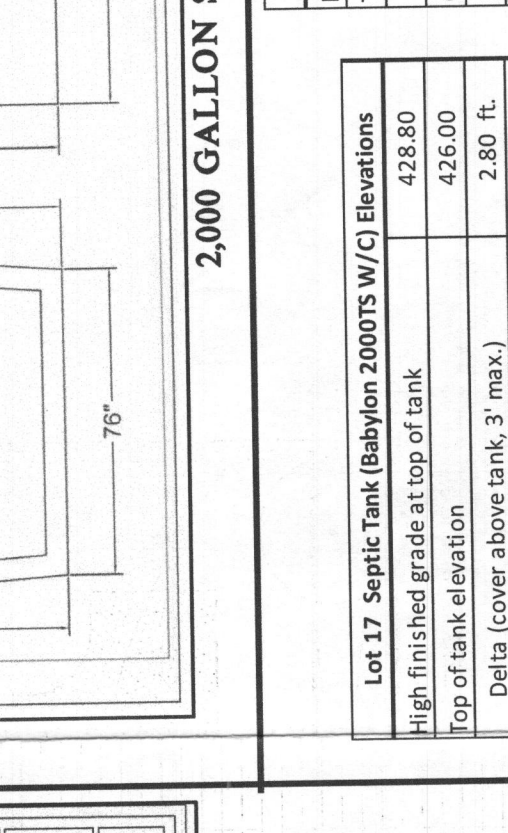 76"
2,000 GALLON
Lot 17 Septic Tank (Babylon 2000TS W/C) Elevations
High finished grade at top of tank 428.80
Top of tank elevation 426.00
Delta (cover above tank, 3' max.) 2.80 ft.